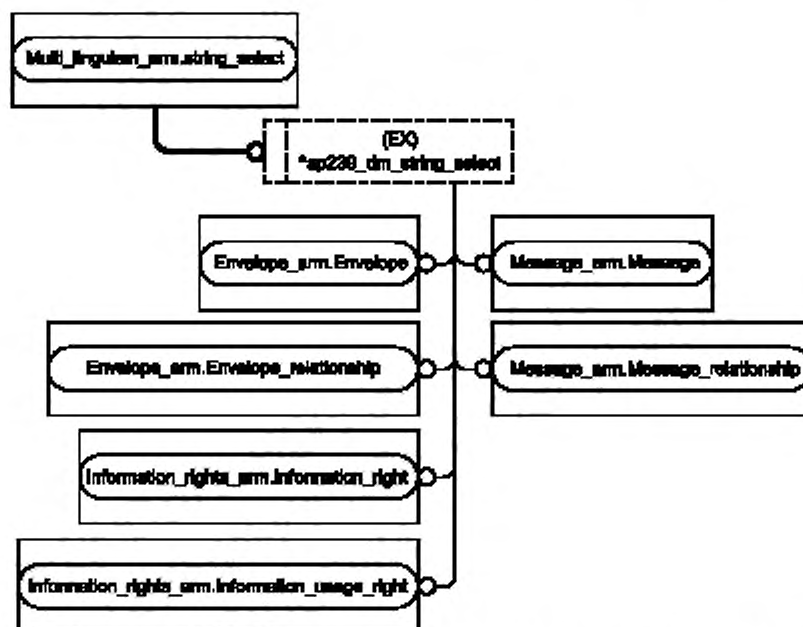 Multi_linguism_arm.string_select
(EX)
*ap239_dm_string_select
Envelope_arm.Envelope
Message_arm.Message
Envelope_arm.Envelope_relationship
Message_arm.Message_relationship
Information_rights_arm.Information_right
Information_rights_arm.Information_usage_right